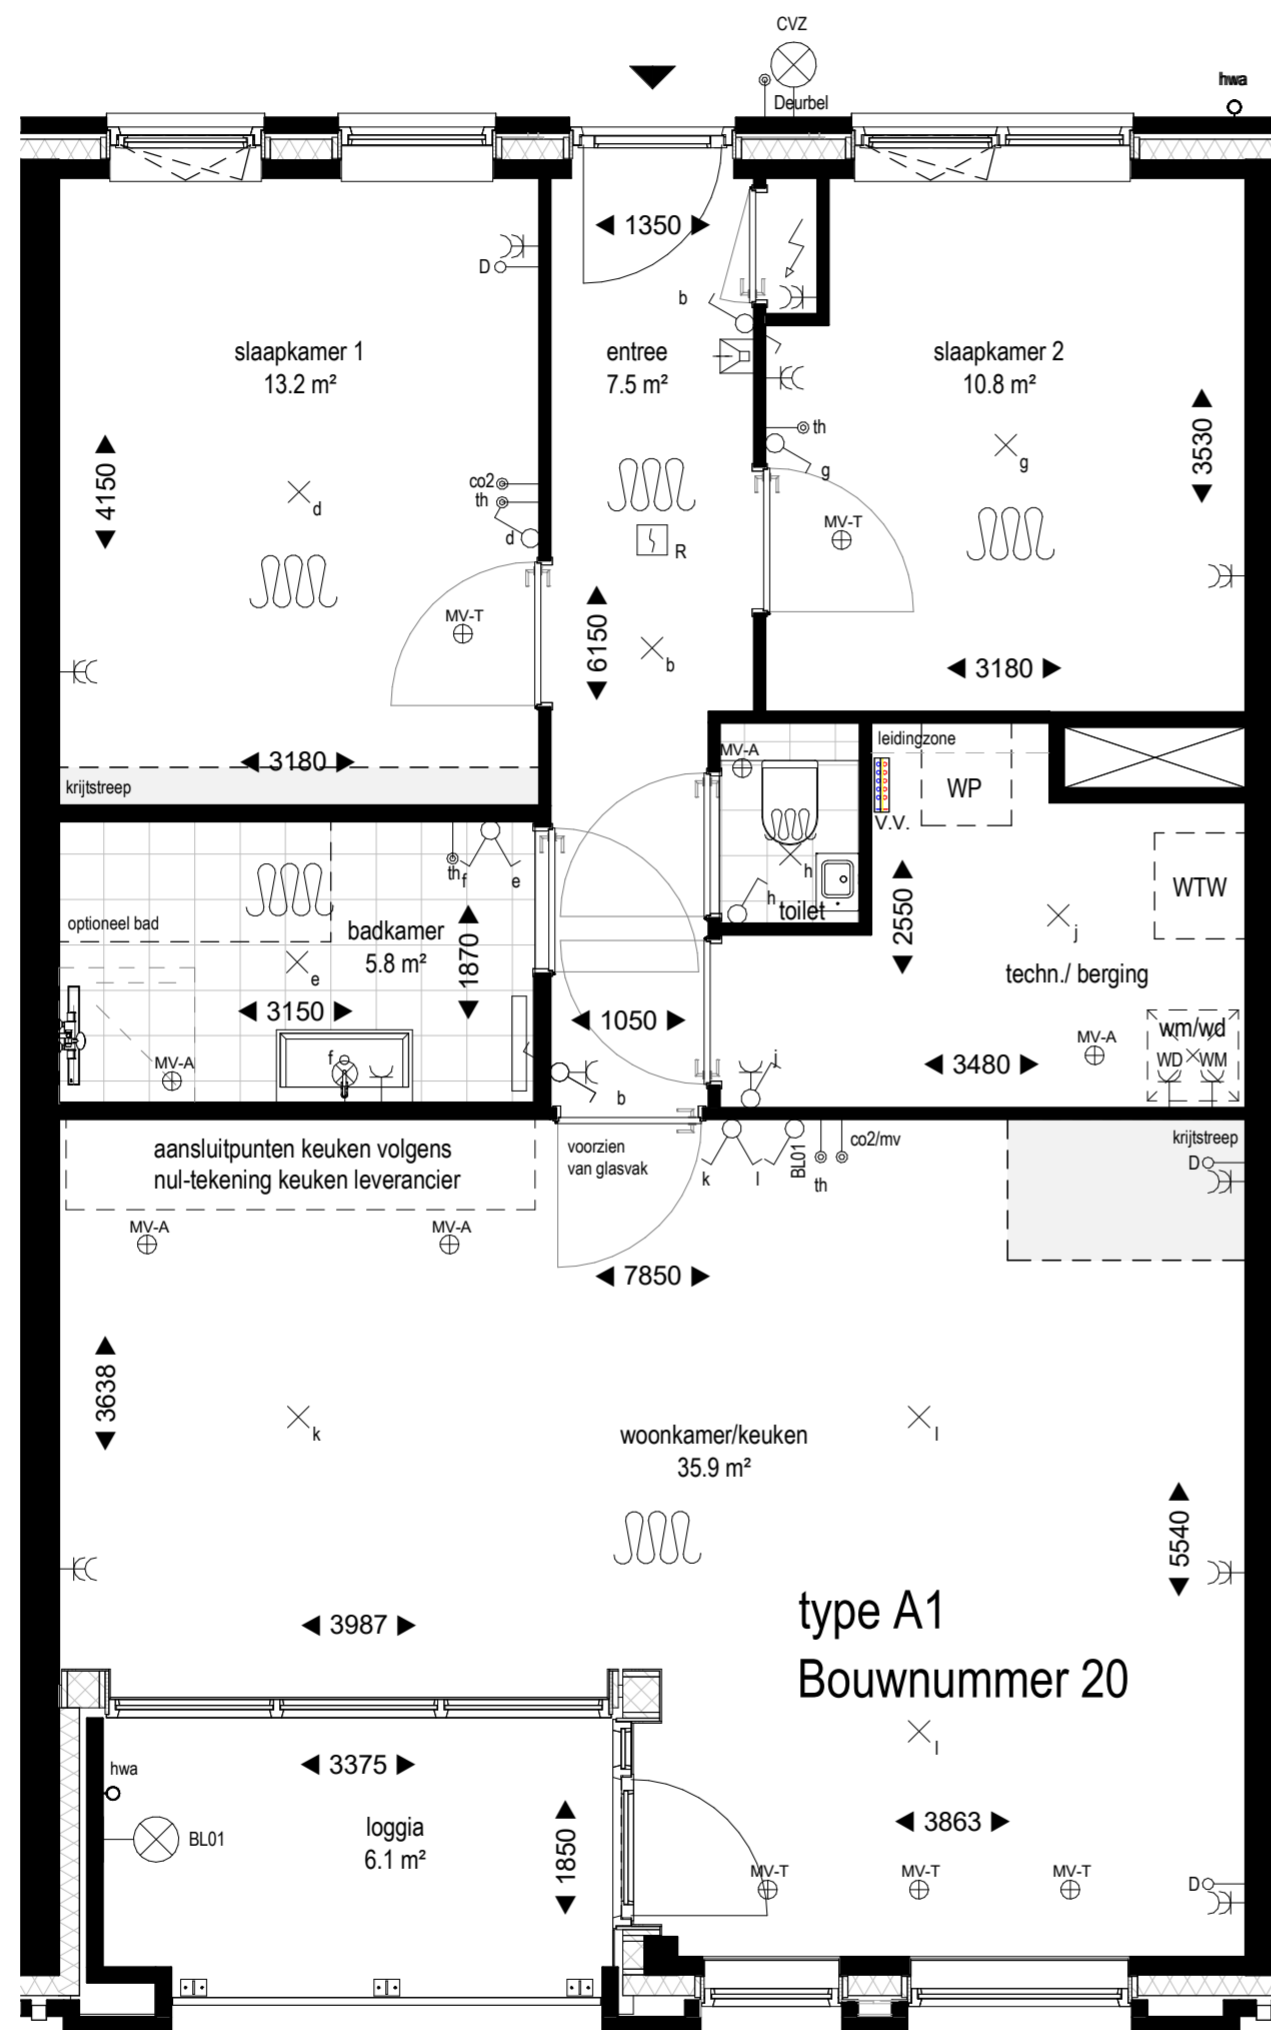 CVZ
hwa
Deurbel
1350
D
b
slaapkamer 1
13.2 m²
entree
7.5 m²
slaapkamer 2
10.8 m²
th
g
g
3530
4150
co2
th
d
d
MV-T
R
MV-T
6150
b
3180
3180
krijtstreep
MV-A
leidingzone
WP
V.V.
WTW
h
h
toilet
th
f
e
optioneel bad
badkamer
5.8 m²
1870
e
3150
2550
j
techn./ berging
1050
MV-A
f
j
3480
MV-A
wm/wd
WD
WM
b
aansluitpunten keuken volgens
nul-tekening keuken leverancier
voorzien
van glasvak
k
l
BL01
th
co2/mv
krijtstreep
D
MV-A
MV-A
7850
3638
k
woonkamer/keuken
35.9 m²
l
5540
3987
type A1
Bouwnummer 20
l
hwa
3375
BL01
loggia
6.1 m²
1850
3863
MV-T
MV-T
MV-T
D